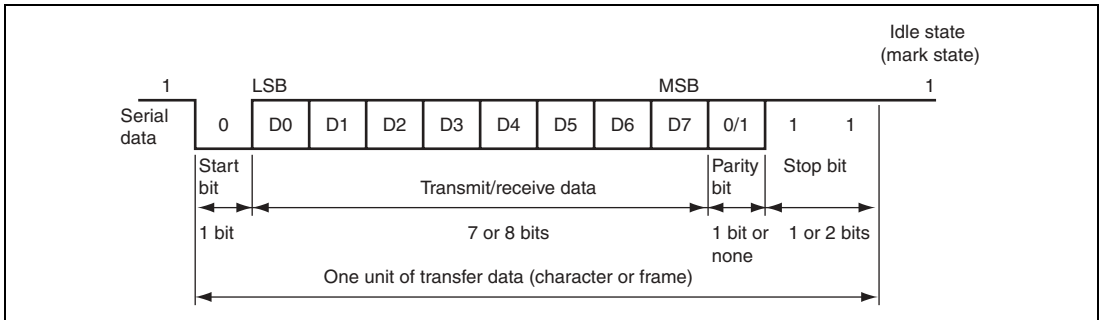 Idle state
(mark state)
1 LSB MSB 1
Serial
data
0 D0 D1 D2 D3 D4 D5 D6 D7 0/1 1 1
Start
bit
Transmit/receive data
Parity
bit
Stop bit
1 bit
7 or 8 bits
1 bit or
none
1 or 2 bits
One unit of transfer data (character or frame)